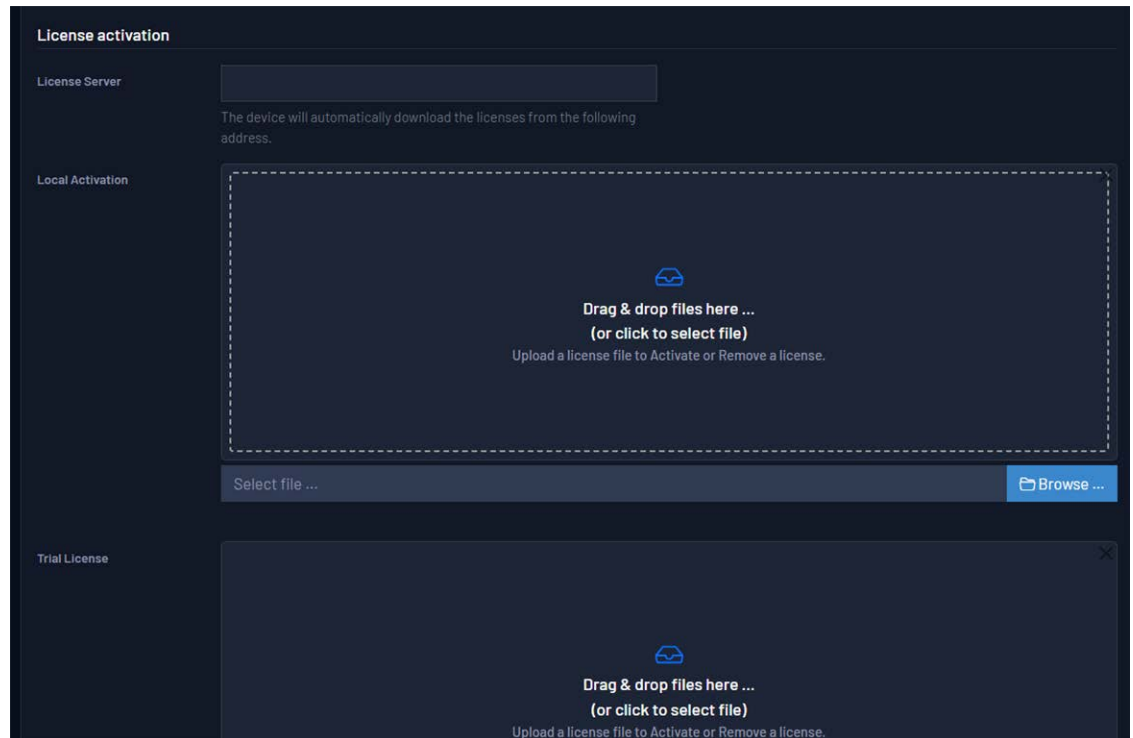 License activation
License Server
The device will automatically download the licenses from the following
address.
Local Activation
Drag & drop files here ...
(or click to select file)
Upload a license file to Activate or Remove a license.
Select file ...
Browse ...
Trial License
Drag & drop files here ...
(or click to select file)
Upload a license file to Activate or Remove a license.